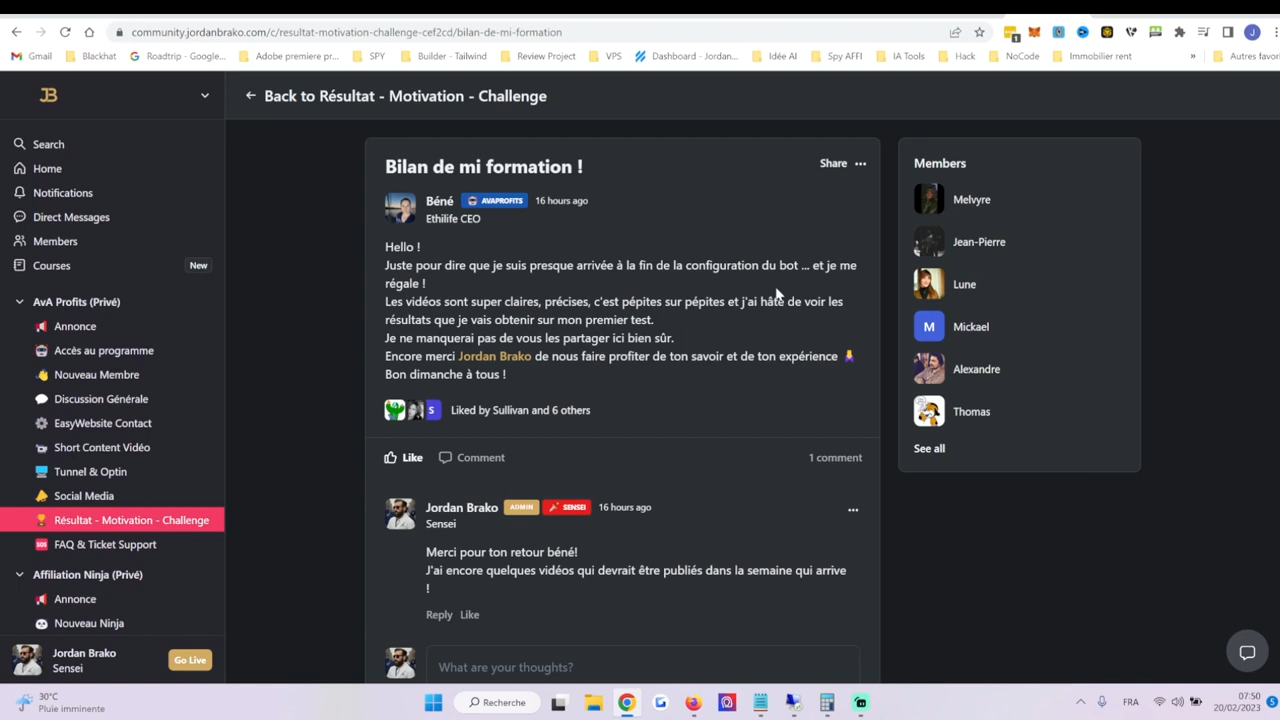 community.jordanbrako.com/c/resultat-motivation-challenge-cef2cd/bilan-de-mi-formation
1
J
Gmail
Blackhat
Roadtrip - Google...
Adobe premiere pr...
SPY
Builder - Tailwind
Review Project
VPS
Dashboard - Jordan...
Idée AI
Spy AFFI
IA Tools
Hack
NoCode
Immobilier rent
»
Autres favor
JB
Back to Résultat - Motivation - Challenge
Search
Home
Notifications
Direct Messages
Members
Courses
New
AvA Profits (Privé)
Annonce
Accès au programme
Nouveau Membre
Discussion Générale
EasyWebsite Contact
Short Content Vidéo
Tunnel & Optin
Social Media
Résultat - Motivation - Challenge
SOS
FAQ & Ticket Support
Affiliation Ninja (Privé)
Annonce
Nouveau Ninja
Jordan Brako
Sensei
Go Live
Bilan de mi formation !
Share
Béné
AVAPROFITS
16 hours ago
Ethilife CEO
Hello !
Juste pour dire que je suis presque arrivée à la fin de la configuration du bot ... et je me
régale !
Les vidéos sont super claires, précises, c'est pépites sur pépites et j'ai hâte de voir les
résultats que je vais obtenir sur mon premier test.
Je ne manquerai pas de vous les partager ici bien sûr.
Encore merci Jordan Brako de nous faire profiter de ton savoir et de ton expérience
Bon dimanche à tous !
S
Liked by Sullivan and 6 others
Like
Comment
1 comment
Jordan Brako
ADMIN
SENSEI
16 hours ago
Sensei
Merci pour ton retour béné!
J'ai encore quelques vidéos qui devrait être publiés dans la semaine qui arrive
!
Reply
Like
What are your thoughts?
Members
Melvyre
Jean-Pierre
Lune
M
Mickael
Alexandre
Thomas
See all
30°C
Pluie imminente
Recherche
FRA
07:50
20/02/2023
5